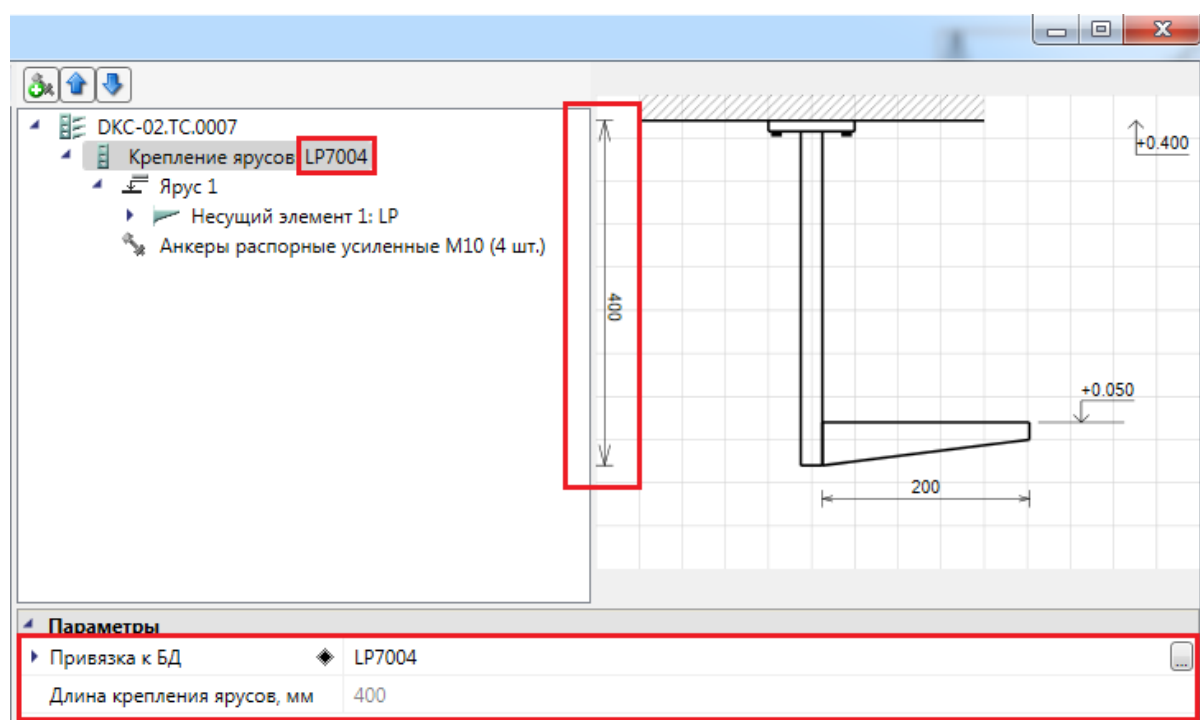 DKC-02.TC.0007
Крепление ярусов LP7004
Ярус 1
Несущий элемент 1: LP
Анкеры распорные усиленные М10 (4 шт.)
+0.400
400
+0.050
200
Параметры
Привязка к БД LP7004 ...
Длина крепления ярусов, мм 400